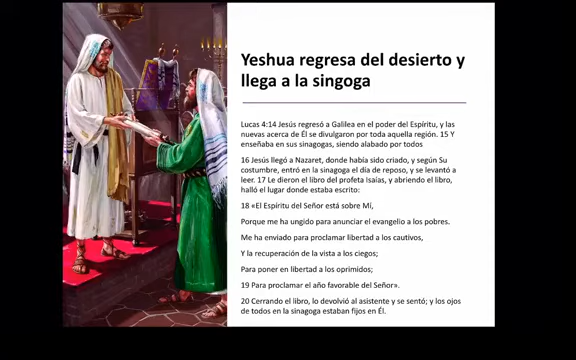 Yeshua regresa del desierto y
llega a la singoga
Lucas 4:14 Jesús regresó a Galilea en el poder del Espíritu, y las
nuevas acerca de Él se divulgaron por toda aquella región. 15 Y
enseñaba en sus sinagogas, siendo alabado por todos
16 Jesús llegó a Nazaret, donde había sido criado, y según Su
costumbre, entró en la sinagoga el día de reposo, y se levantó a
leer. 17 Le dieron el libro del profeta Isaías, y abriendo el libro,
halló el lugar donde estaba escrito:
18 «El Espíritu del Señor está sobre Mí,
Porque me ha ungido para anunciar el evangelio a los pobres.
Me ha enviado para proclamar libertad a los cautivos,
Y la recuperación de la vista a los ciegos;
Para poner en libertad a los oprimidos;
19 Para proclamar el año favorable del Señor».
20 Cerrando el libro, lo devolvió al asistente y se sentó; y los ojos
de todos en la sinagoga estaban fijos en Él.